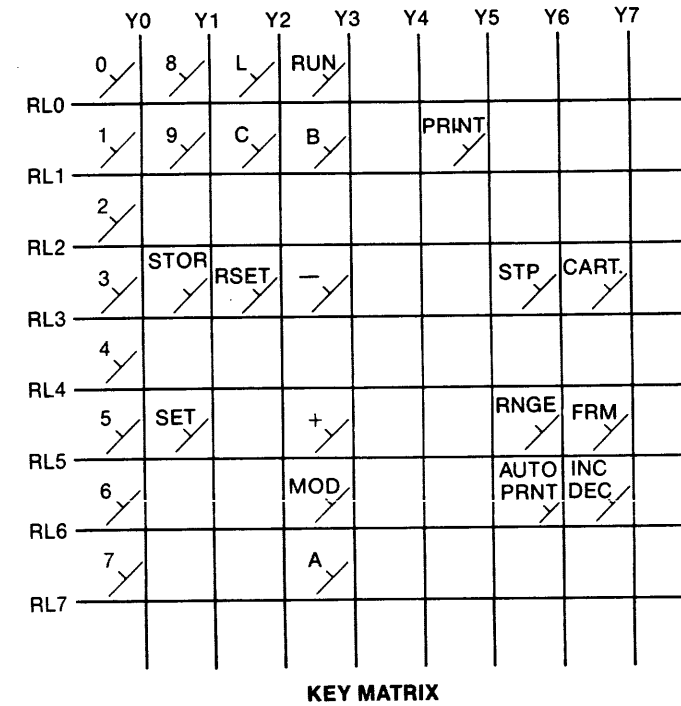 Y0 Y1 Y2 Y3 Y4 Y5 Y6 Y7
0 8 L RUN
RL0
1 9 C B PRINT
RL1
2
RL2
3 STOR RSET — STP CART.
RL3
4
RL4
5 SET + RNGE FRM
RL5
6 MOD AUTO PRNT INC DEC
RL6
7 A
RL7
KEY MATRIX